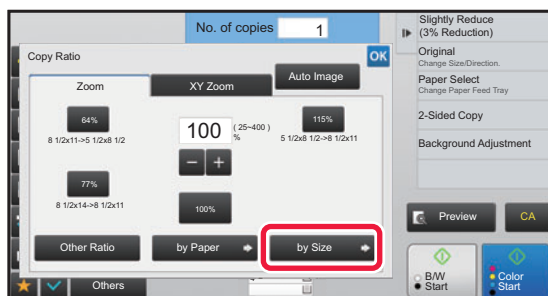 No. of copies 1
Slightly Reduce
(3% Reduction)
Original
Change Size/Direction.
Paper Select
Change Paper Feed Tray
2-Sided Copy
Background Adjustment
Preview
CA
B/W
Start
Color
Start
Copy Ratio
OK
Zoom
XY Zoom
Auto Image
64%
8 1/2x11->5 1/2x8 1/2
100
(25~400)
%
115%
5 1/2x8 1/2->8 1/2x11
77%
8 1/2x14->8 1/2x11
100%
Other Ratio
by Paper
by Size
Others